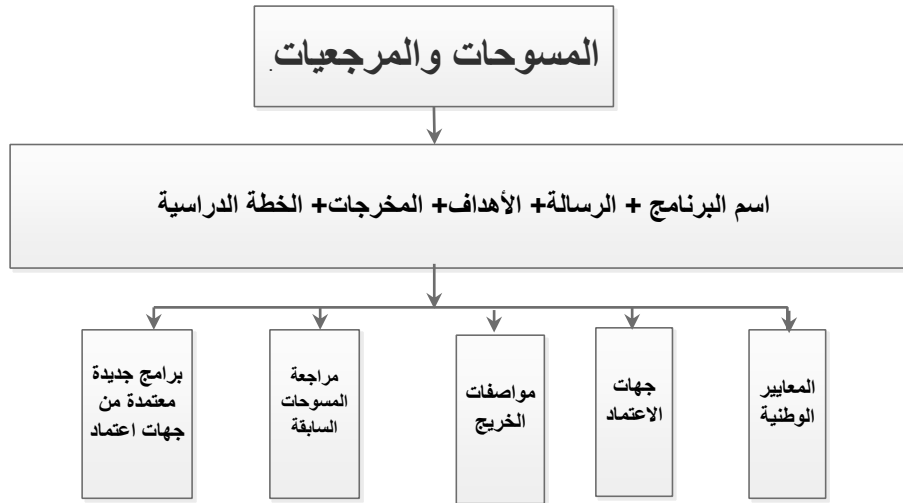 المسوحات والمرجعيات.
اسم البرنامج + الرسالة+ الأهداف+ المخرجات+ الخطة الدراسية
المعايير
الوطنية
جهات
الاعتماد
مواصفات
الخريج
مراجعة
المسوحات
السابقة
برامج جديدة
معتمدة من
جهات اعتماد